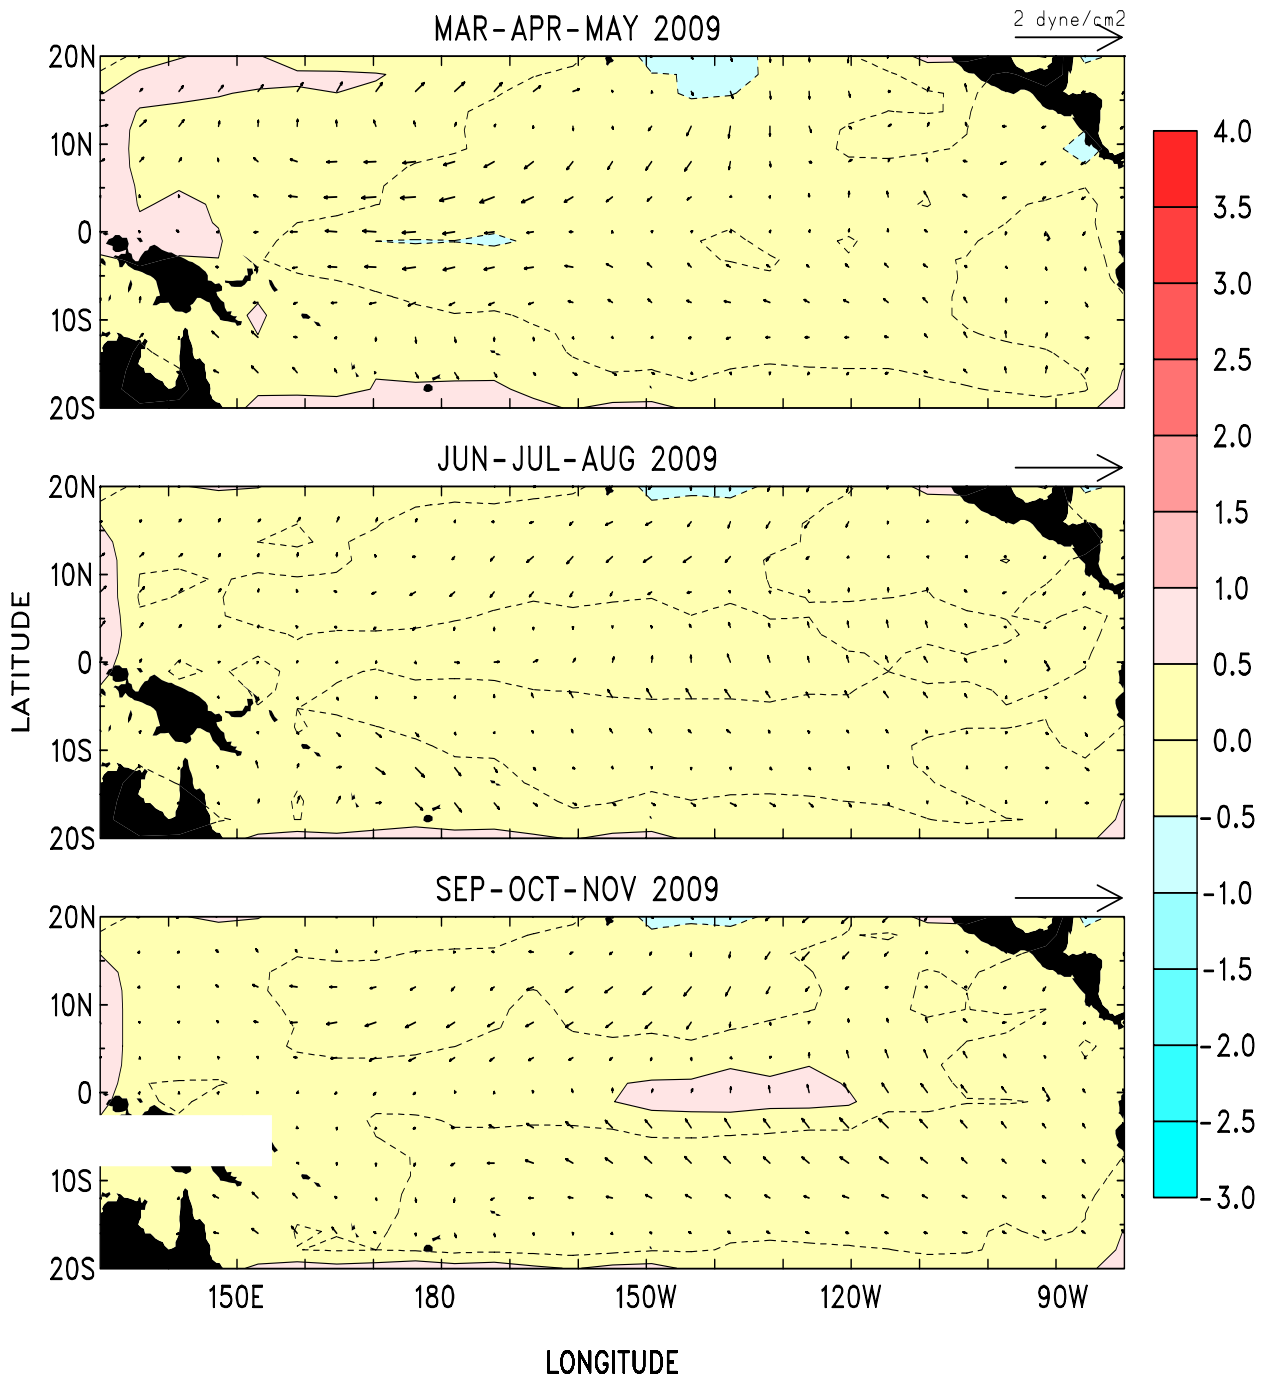 MAR-APR-MAY 2009
2 dyne/cm2
20N
10N
0
10S
20S
JUN-JUL-AUG 2009
20N
10N
0
10S
20S
SEP-OCT-NOV 2009
20N
10N
0
10S
20S
150E 180 150W 120W 90W
LATITUDE
LONGITUDE
4.0
3.5
3.0
2.5
2.0
1.5
1.0
0.5
0.0
-0.5
-1.0
-1.5
-2.0
-2.5
-3.0